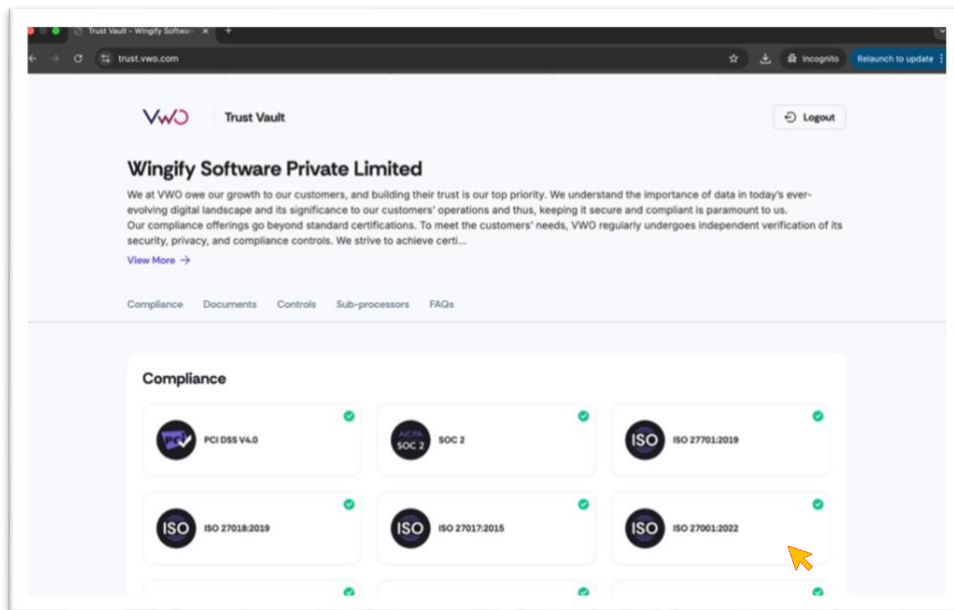 Trust Vault - Wingify Softwar
trust.vwo.com
Incognito
Relaunch to update
VWO
Trust Vault
Logout
Wingify Software Private Limited
We at VWO owe our growth to our customers, and building their trust is our top priority. We understand the importance of data in today's ever-
evolving digital landscape and its significance to our customers' operations and thus, keeping it secure and compliant is paramount to us.
Our compliance offerings go beyond standard certifications. To meet the customers' needs, VWO regularly undergoes independent verification of its
security, privacy, and compliance controls. We strive to achieve certi...
View More →
Compliance Documents Controls Sub-processors FAQs
Compliance
PCI PCI DSS V4.0
AICPA
SOC 2 SOC 2
ISO ISO 27701:2019
ISO ISO 27018:2019
ISO ISO 27017:2015
ISO ISO 27001:2022